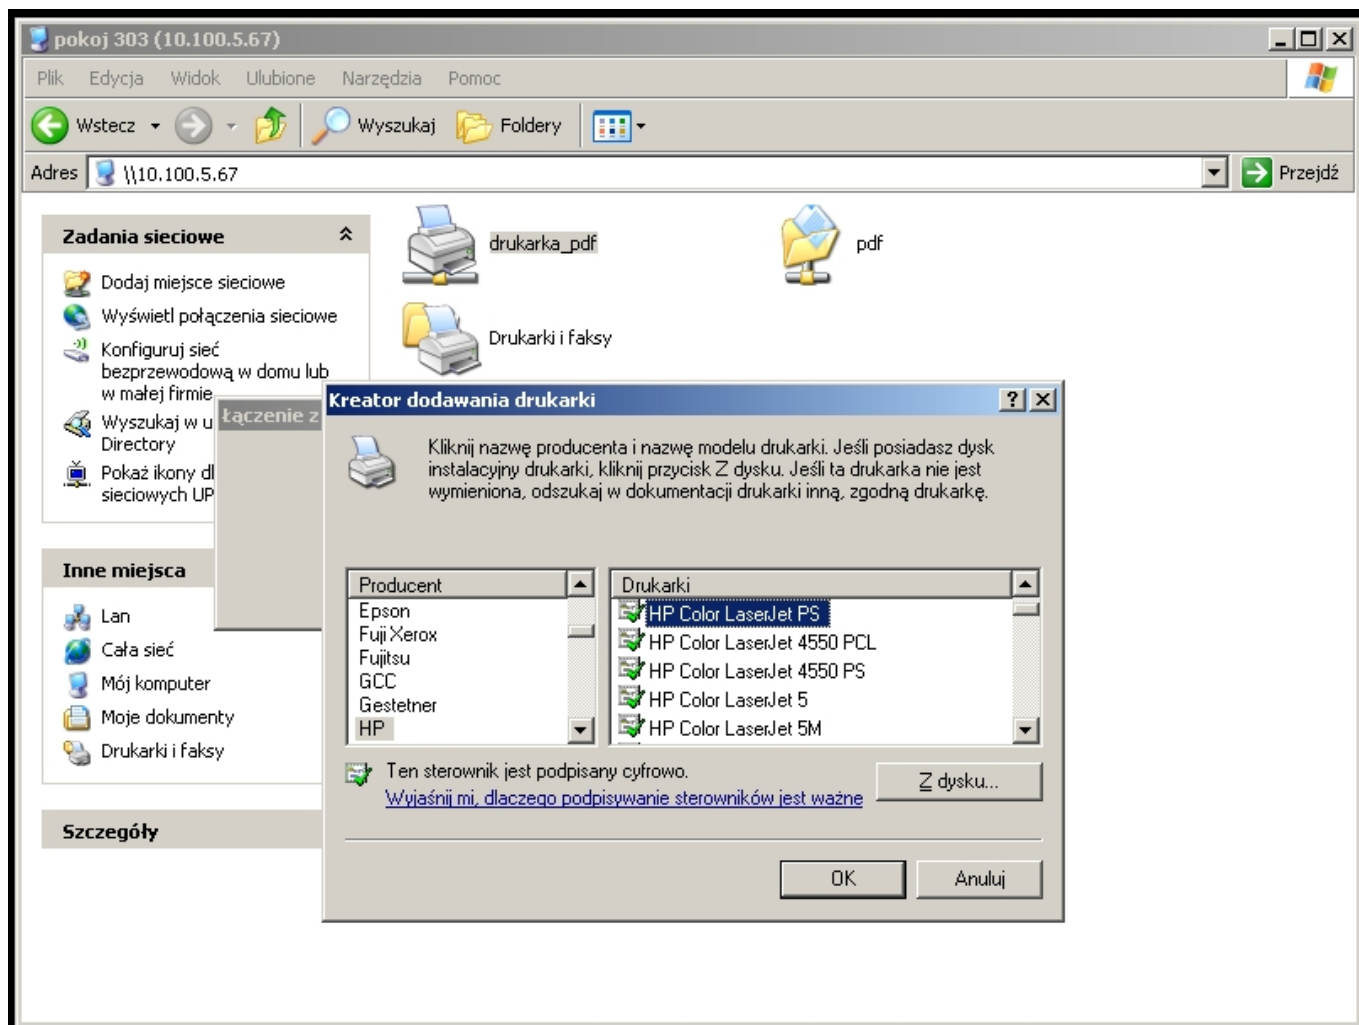 pokoj 303 (10.100.5.67)
Plik Edycja Widok Ulubione Narzędzia Pomoc
Wstecz Wyszukaj Foldery
Adres \\10.100.5.67 Przejdź
Zadania sieciowe
Dodaj miejsce sieciowe
Wyświetl połączenia sieciowe
Konfiguruj sieć
bezprzewodową w domu lub
w małej firmie
Wyszukaj w u
Directory
Pokaż ikony dl
sieciowych UP
Inne miejsca
Lan
Cała sieć
Mój komputer
Moje dokumenty
Drukarki i faksy
Szczegóły
drukarka_pdf
pdf
Drukarki i faksy
Łączenie z
Kreator dodawania drukarki
Kliknij nazwę producenta i nazwę modelu drukarki. Jeśli posiadasz dysk
instalacyjny drukarki, kliknij przycisk Z dysku. Jeśli ta drukarka nie jest
wymieniona, odszukaj w dokumentacji drukarki inną, zgodną drukarkę.
Producent
Epson
Fuji Xerox
Fujitsu
GCC
Gestetner
HP
Drukarki
HP Color LaserJet PS
HP Color LaserJet 4550 PCL
HP Color LaserJet 4550 PS
HP Color LaserJet 5
HP Color LaserJet 5M
Ten sterownik jest podpisany cyfrowo.
Wyjaśnij mi, dlaczego podpisywanie sterowników jest ważne
Z dysku...
OK Anuluj